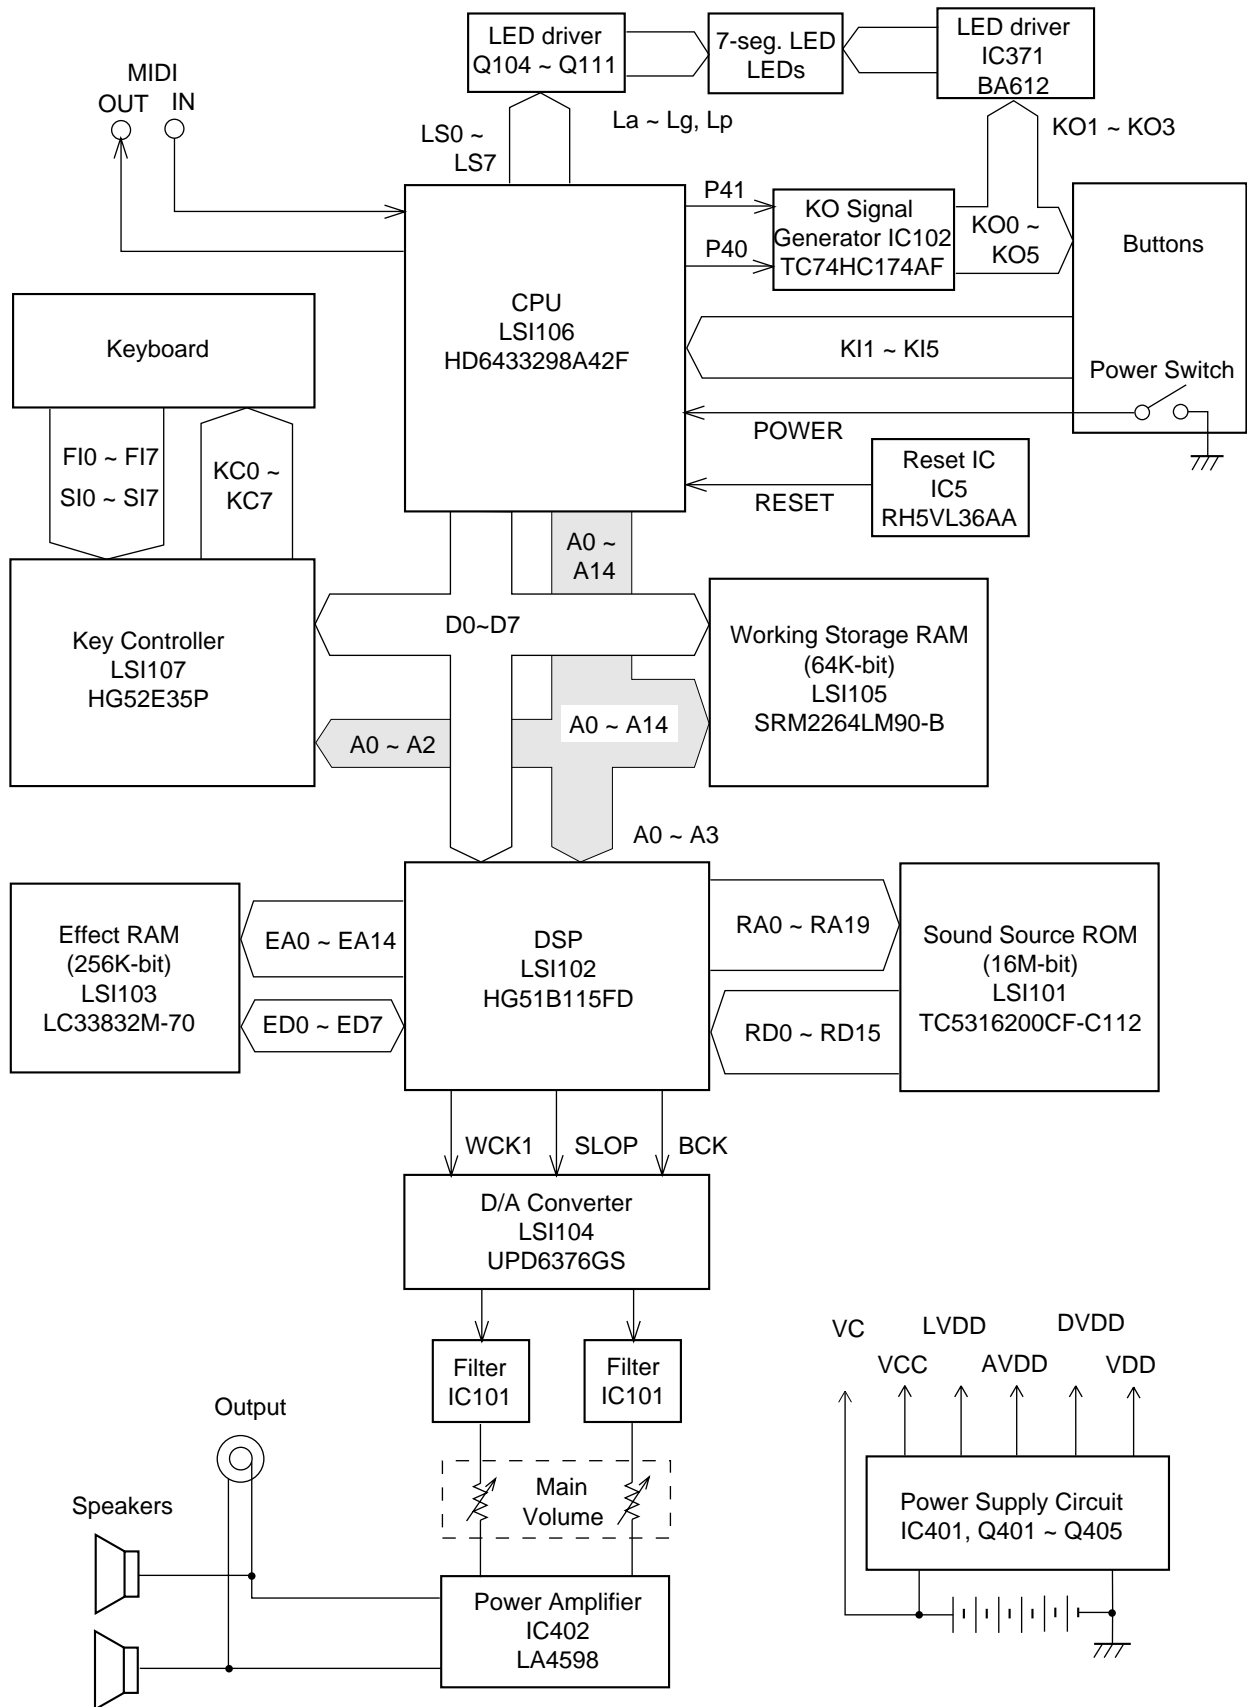 LED driver
Q104 ~ Q111
7-seg. LED
LEDs
LED driver
IC371
BA612
MIDI
OUT
IN
La ~ Lg, Lp
LS0 ~
LS7
KO1 ~ KO3
P41
P40
KO Signal
Generator IC102
TC74HC174AF
KO0 ~
KO5
Buttons
CPU
LSI106
HD6433298A42F
Keyboard
KI1 ~ KI5
Power Switch
POWER
FI0 ~ FI7
SI0 ~ SI7
KC0 ~
KC7
Reset IC
IC5
RH5VL36AA
RESET
A0 ~
A14
D0~D7
Key Controller
LSI107
HG52E35P
Working Storage RAM
(64K-bit)
LSI105
SRM2264LM90-B
A0 ~ A2
A0 ~ A14
A0 ~ A3
Effect RAM
(256K-bit)
LSI103
LC33832M-70
EA0 ~ EA14
ED0 ~ ED7
DSP
LSI102
HG51B115FD
RA0 ~ RA19
RD0 ~ RD15
Sound Source ROM
(16M-bit)
LSI101
TC5316200CF-C112
WCK1
SLOP
BCK
D/A Converter
LSI104
UPD6376GS
Filter
IC101
Filter
IC101
VC
LVDD
DVDD
VCC
AVDD
VDD
Output
Speakers
Main
Volume
Power Supply Circuit
IC401, Q401 ~ Q405
Power Amplifier
IC402
LA4598